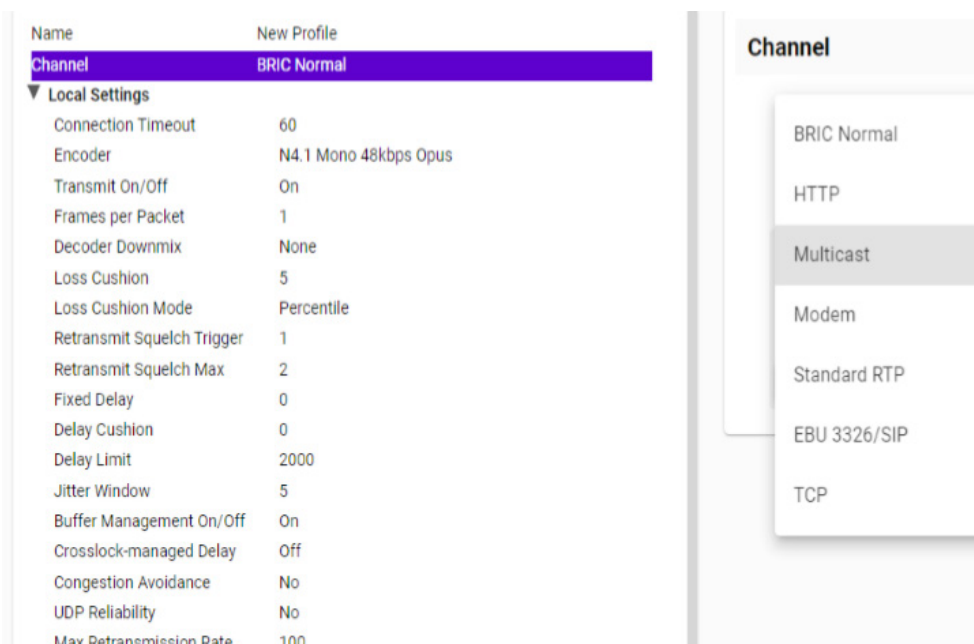 Name New Profile
Channel BRIC Normal
Local Settings
Connection Timeout 60
Encoder N4.1 Mono 48kbps Opus
Transmit On/Off On
Frames per Packet 1
Decoder Downmix None
Loss Cushion 5
Loss Cushion Mode Percentile
Retransmit Squelch Trigger 1
Retransmit Squelch Max 2
Fixed Delay 0
Delay Cushion 0
Delay Limit 2000
Jitter Window 5
Buffer Management On/Off On
Crosslock-managed Delay Off
Congestion Avoidance No
UDP Reliability No
Max Retransmission Rate 100
Channel
BRIC Normal
HTTP
Multicast
Modem
Standard RTP
EBU 3326/SIP
TCP